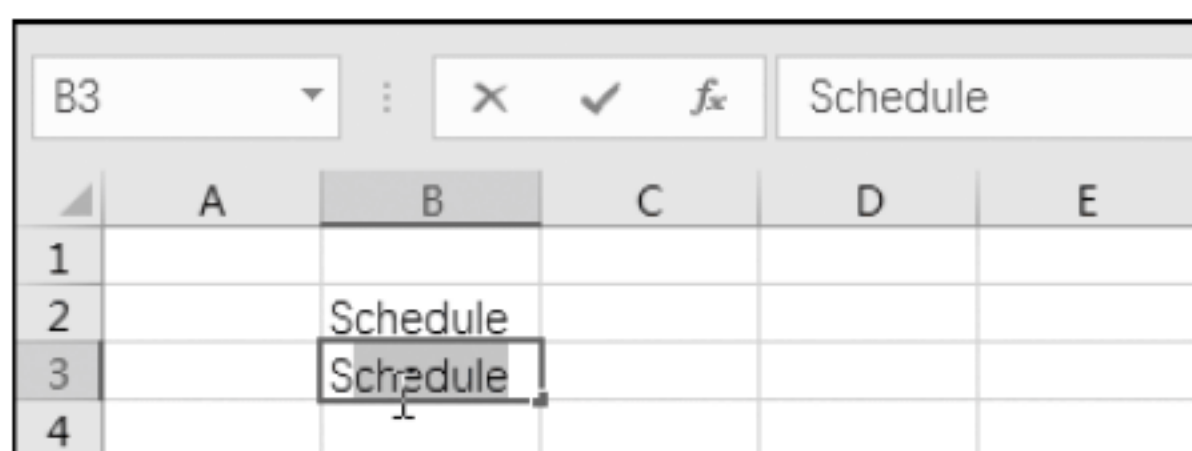 B3 fx Schedule
A B C D E
1
2 Schedule
3 Schedule
4